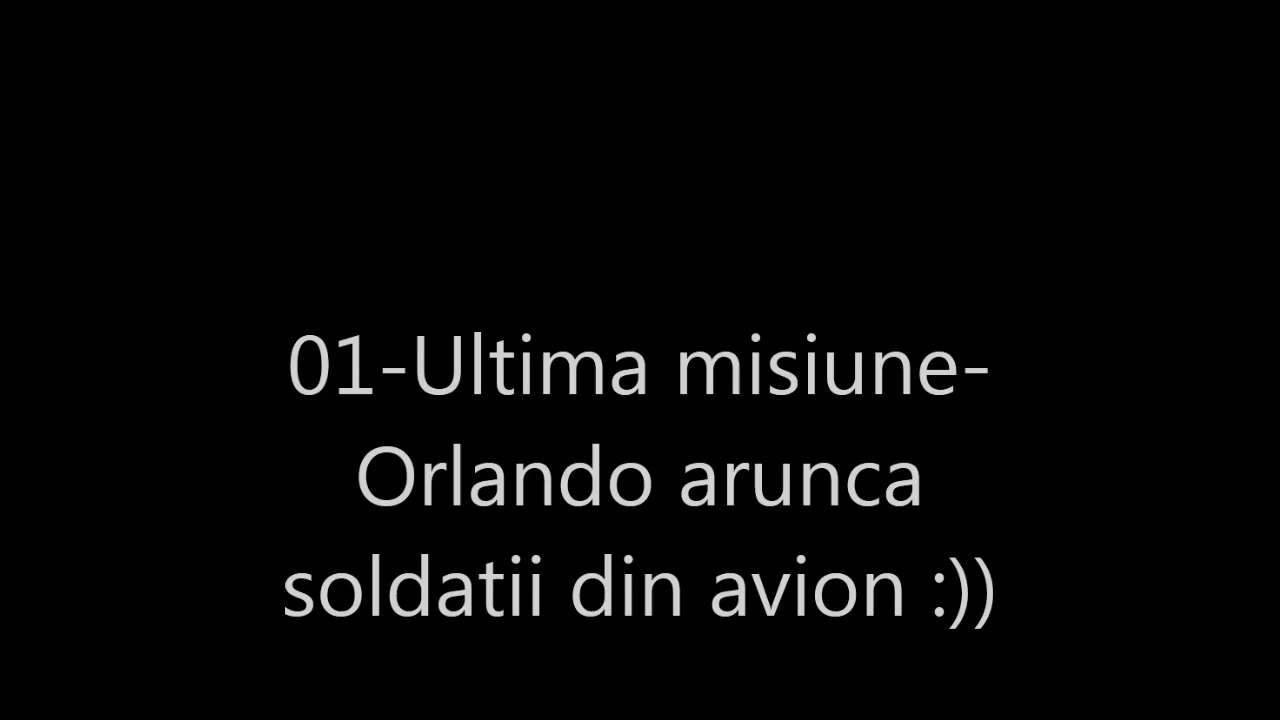 01-Ultima misiune-
Orlando arunca
soldatii din avion :))